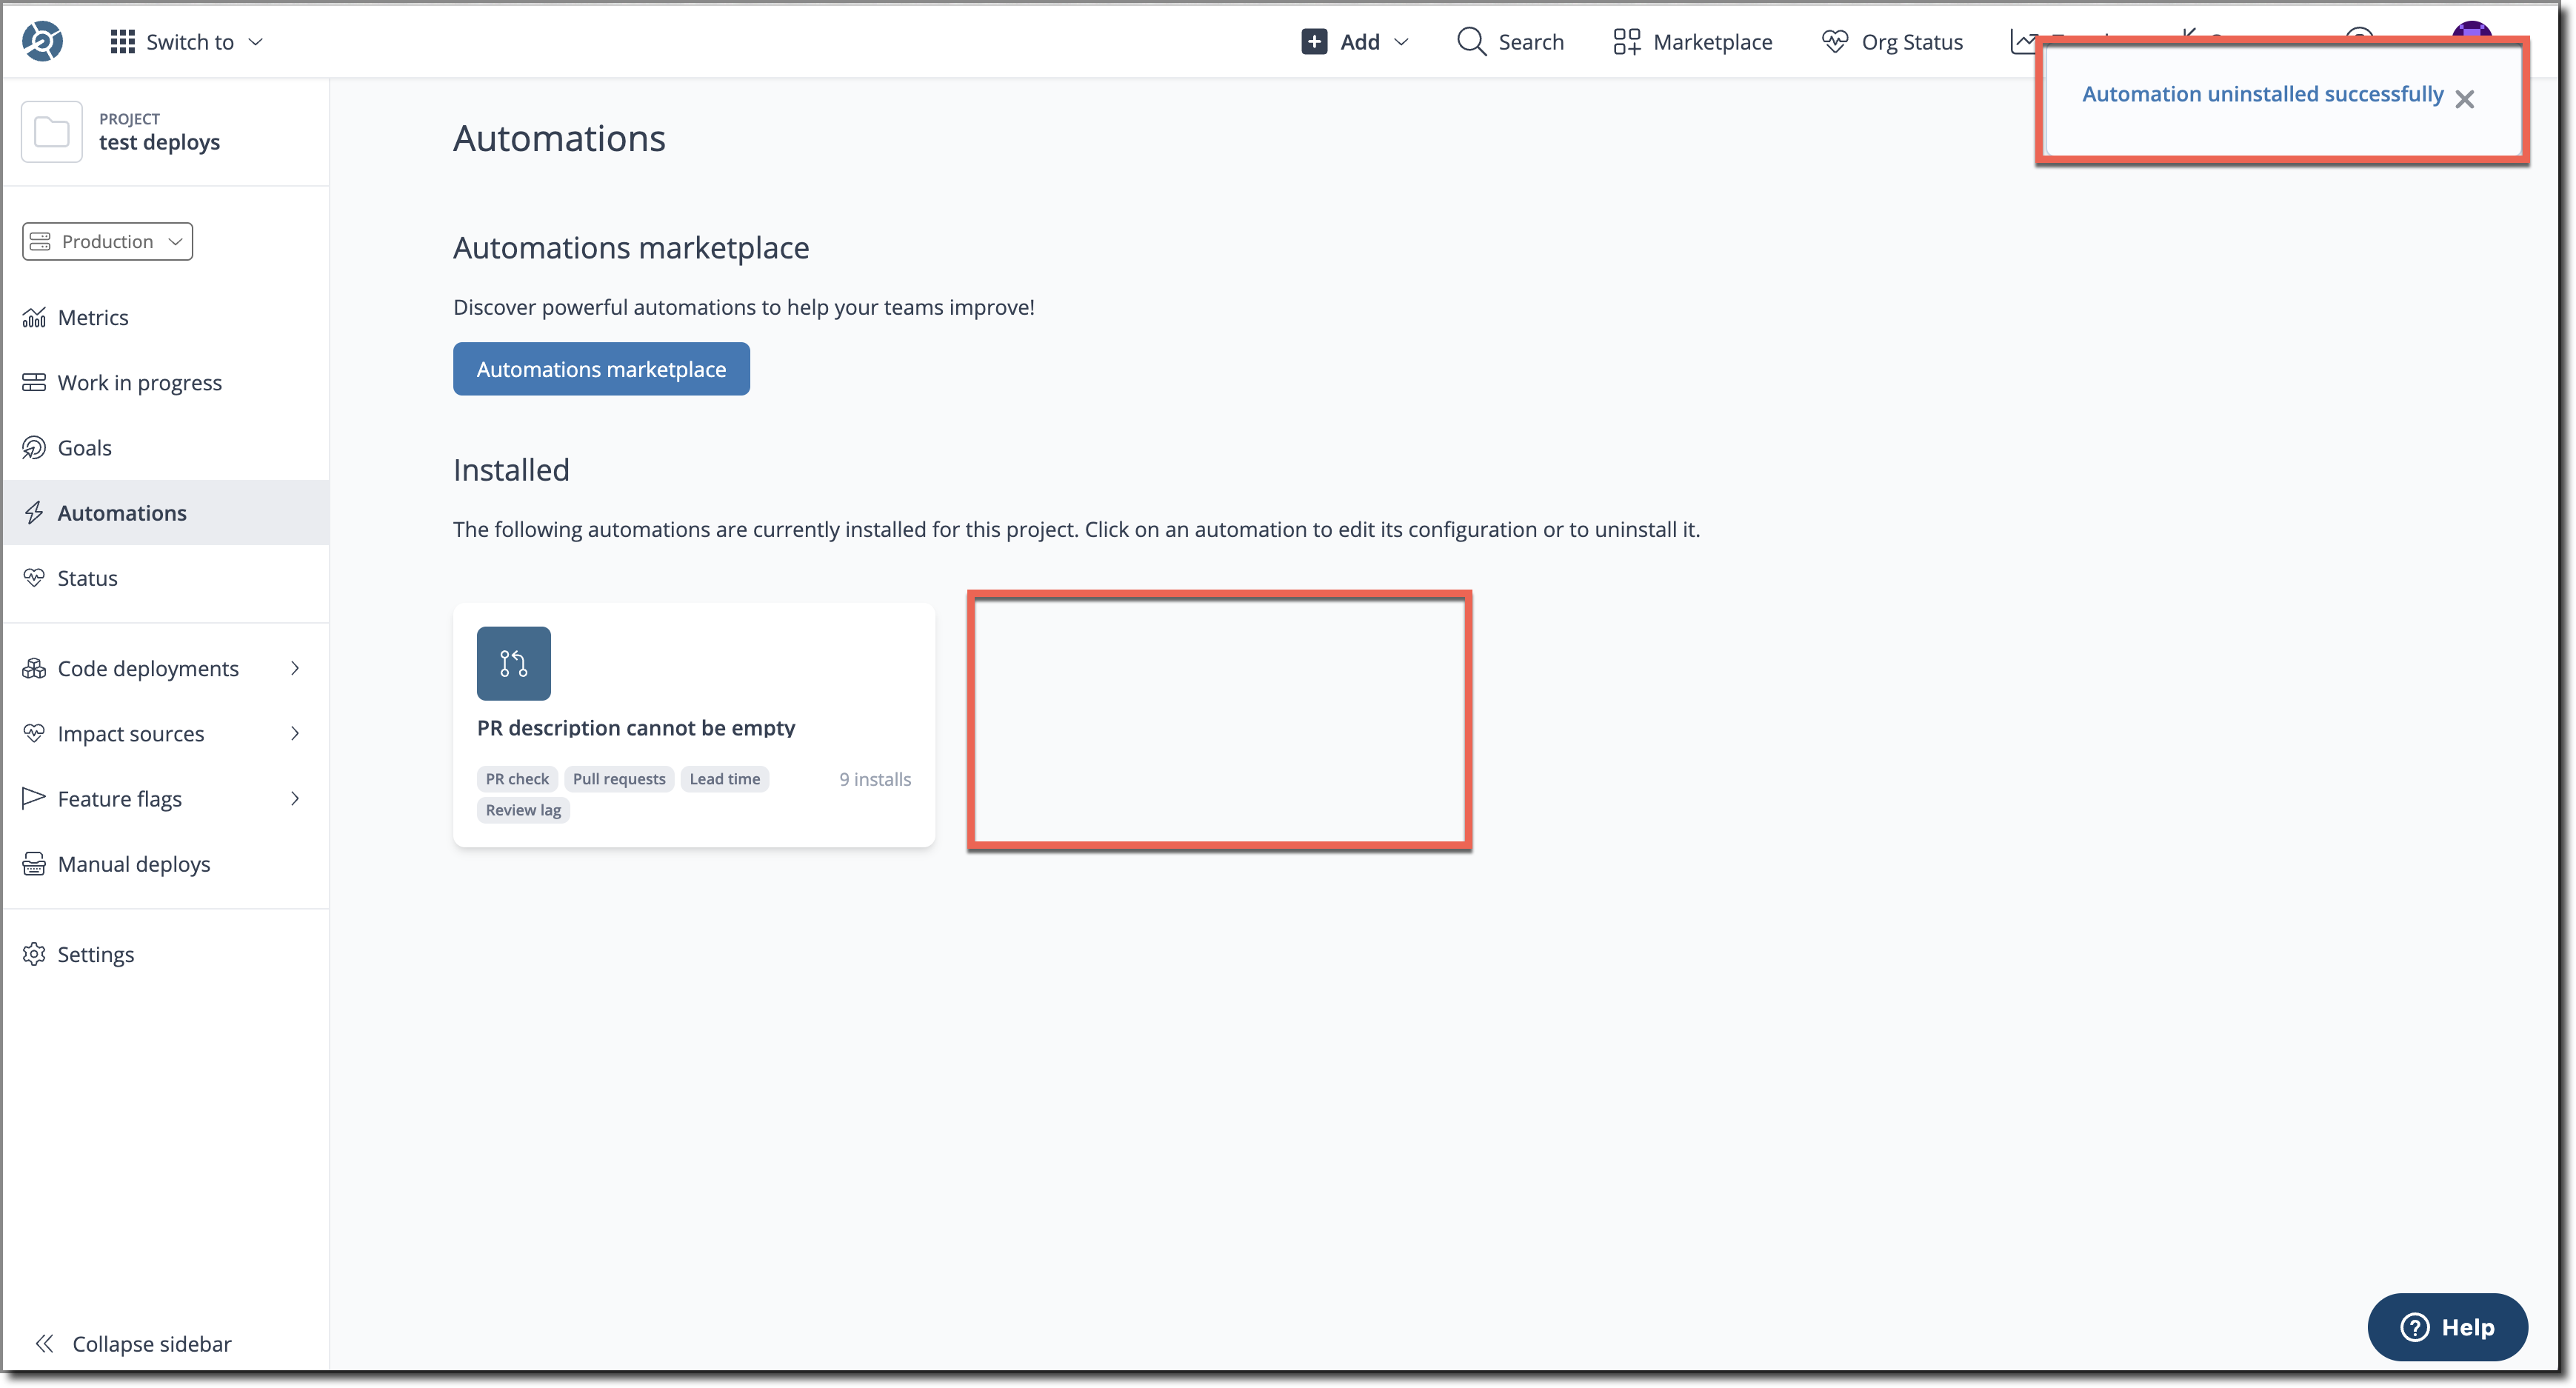 Switch to
Add
Search
Marketplace
Org Status
Automation uninstalled successfully
PROJECT
test deploys
Production
Metrics
Work in progress
Goals
Automations
Status
Code deployments
Impact sources
Feature flags
Manual deploys
Settings
Collapse sidebar
Automations
Automations marketplace
Discover powerful automations to help your teams improve!
Automations marketplace
Installed
The following automations are currently installed for this project. Click on an automation to edit its configuration or to uninstall it.
PR description cannot be empty
PR check Pull requests Lead time 9 installs
Review lag
Help